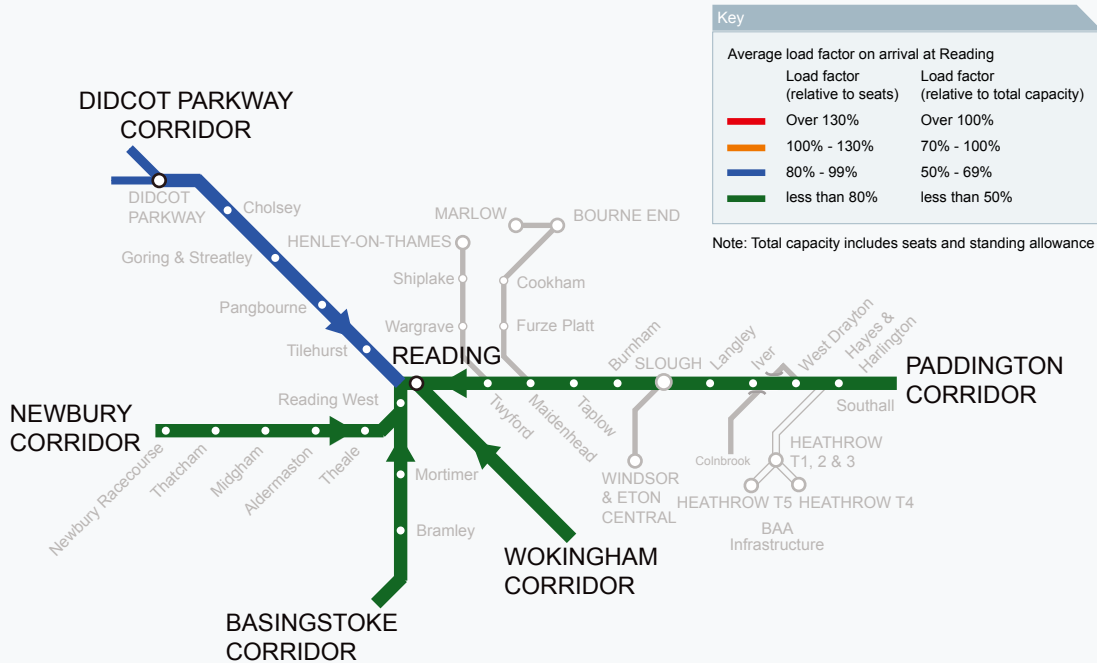 Key
Average load factor on arrival at Reading
Load factor
(relative to seats)
Load factor
(relative to total capacity)
Over 130%
Over 100%
100% - 130%
70% - 100%
80% - 99%
50% - 69%
less than 80%
less than 50%
Note: Total capacity includes seats and standing allowance
DIDCOT PARKWAY
CORRIDOR
DIDCOT
PARKWAY
Cholsey
Goring & Streatley
Pangbourne
Tilehurst
MARLOW
BOURNE END
HENLEY-ON-THAMES
Shiplake
Cookham
Wargrave
Furze Platt
READING
Twyford
Maidenhead
Taplow
Burnham
SLOUGH
Langley
Iver
West Drayton
Hayes &
Harlington
Southall
PADDINGTON
CORRIDOR
Reading West
NEWBURY
CORRIDOR
Newbury Racecourse
Thatcham
Midgham
Aldermaston
Theale
Mortimer
Bramley
WINDSOR
& ETON
CENTRAL
Colnbrook
HEATHROW
T1, 2 & 3
HEATHROW T5
HEATHROW T4
BAA
Infrastructure
WOKINGHAM
CORRIDOR
BASINGSTOKE
CORRIDOR